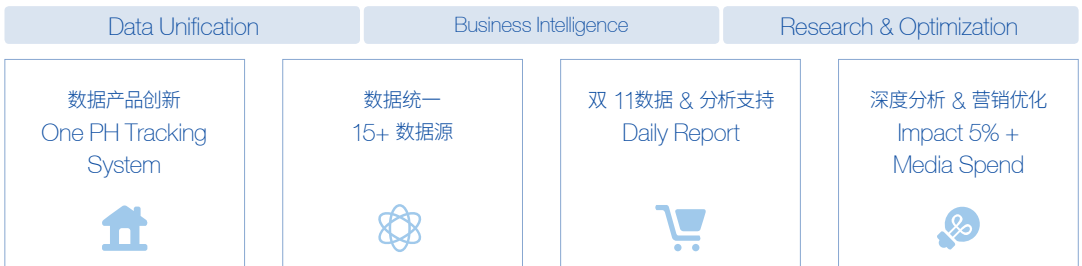 Data Unification
Business Intelligence
Research & Optimization
数据产品创新
One PH Tracking
System
数据统一
15+ 数据源
双 11数据 & 分析支持
Daily Report
深度分析 & 营销优化
Impact 5% +
Media Spend